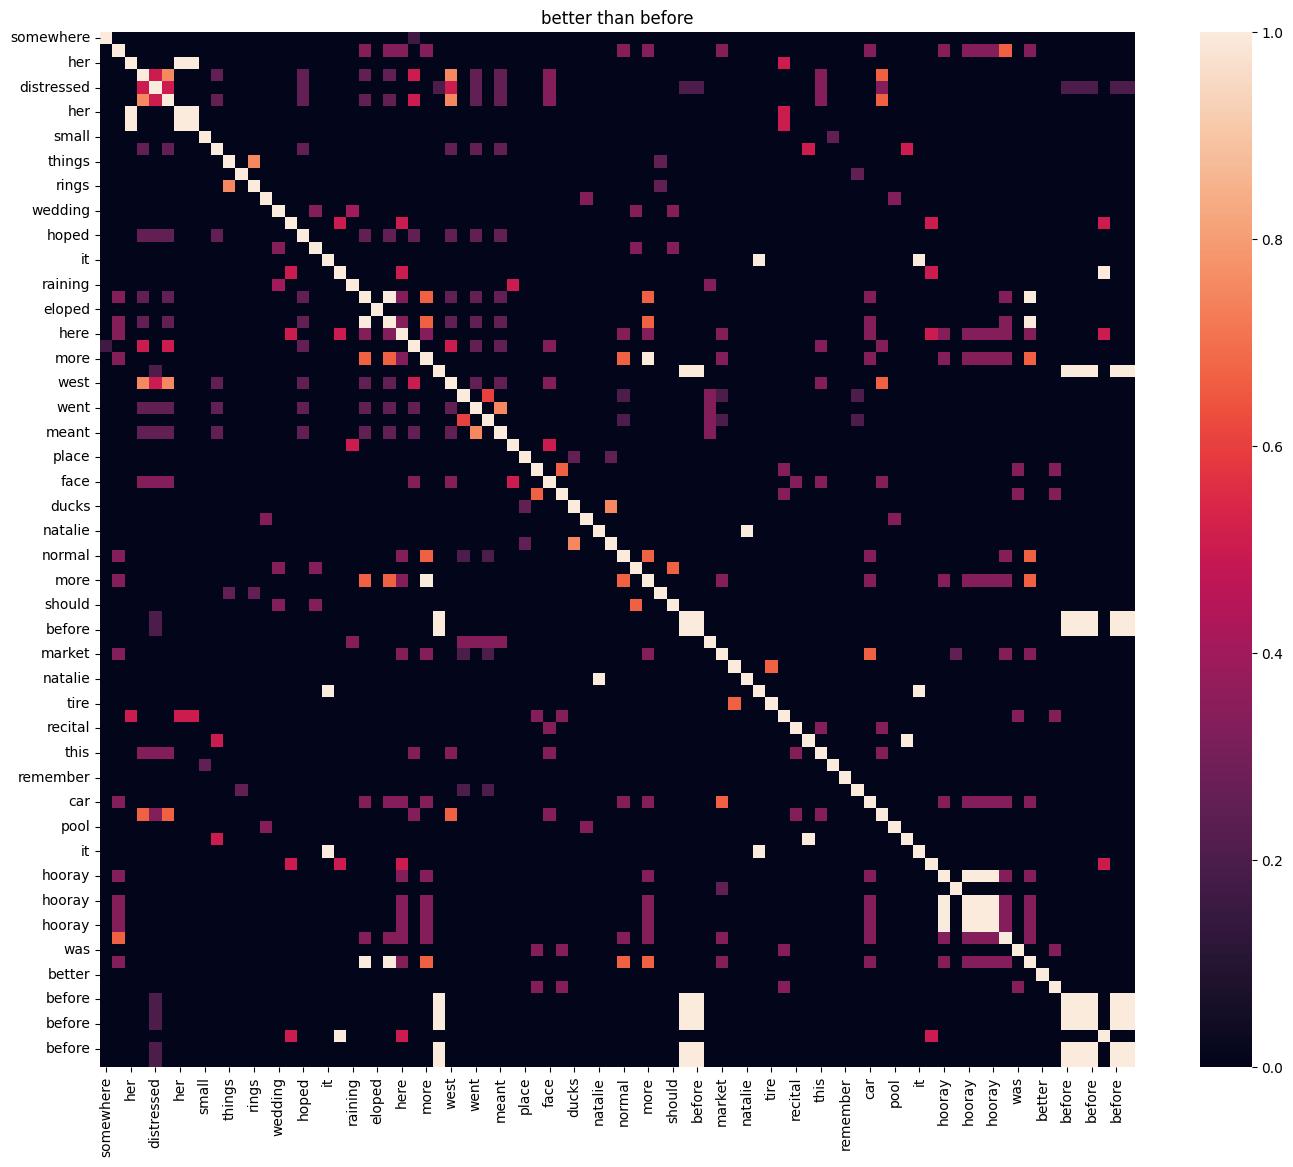 better than before
somewhere
her
distressed
her
small
things
rings
wedding
hoped
it
raining
eloped
here
more
west
went
meant
place
face
ducks
natalie
normal
more
should
before
market
natalie
tire
recital
this
remember
car
pool
it
hooray
hooray
hooray
was
better
before
before
before
1.0
0.8
0.6
0.4
0.2
0.0
somewhere
her
distressed
her
small
things
rings
wedding
hoped
it
raining
eloped
here
more
west
went
meant
place
face
ducks
natalie
normal
more
should
before
market
natalie
tire
recital
this
remember
car
pool
it
hooray
hooray
hooray
was
better
before
before
before